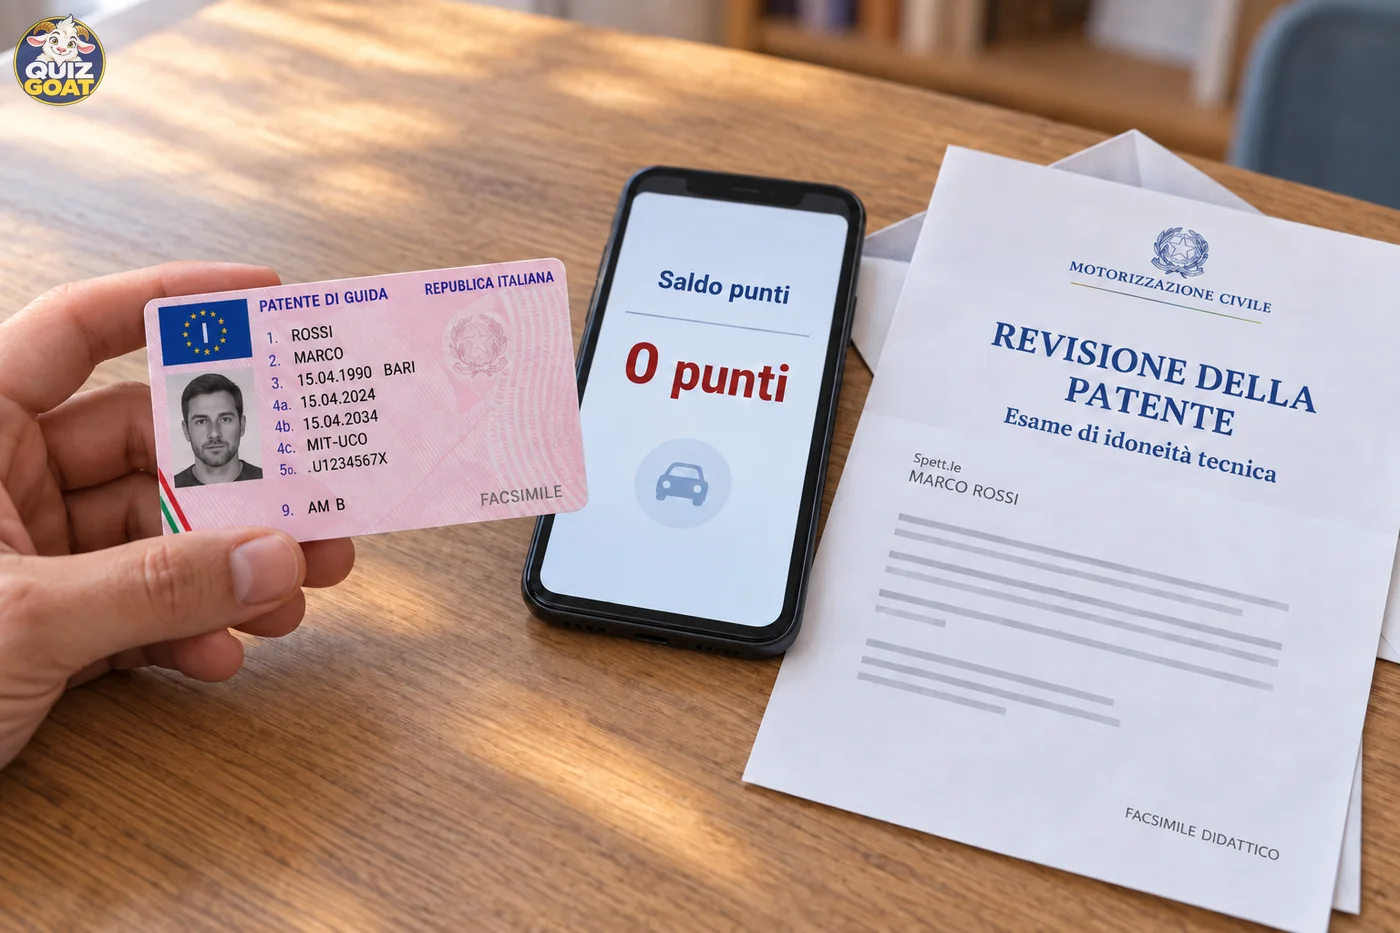 QUIZ
GOAT
PATENTE DI GUIDA
REPUBLICA ITALIANA
I
1. ROSSI
2. MARCO
3. 15.04.1990 BARI
4a. 15.04.2024
4b. 15.04.2034
4c. MIT-UCO
5D. .U1234567X
9. AM B
FACSIMILE
Saldo punti
0 punti
MOTORIZZAZIONE CIVILE
REVISIONE DELLA
PATENTE
Esame di idoneità tecnica
Spett.le
MARCO ROSSI
FACSIMILE DIDATTICO